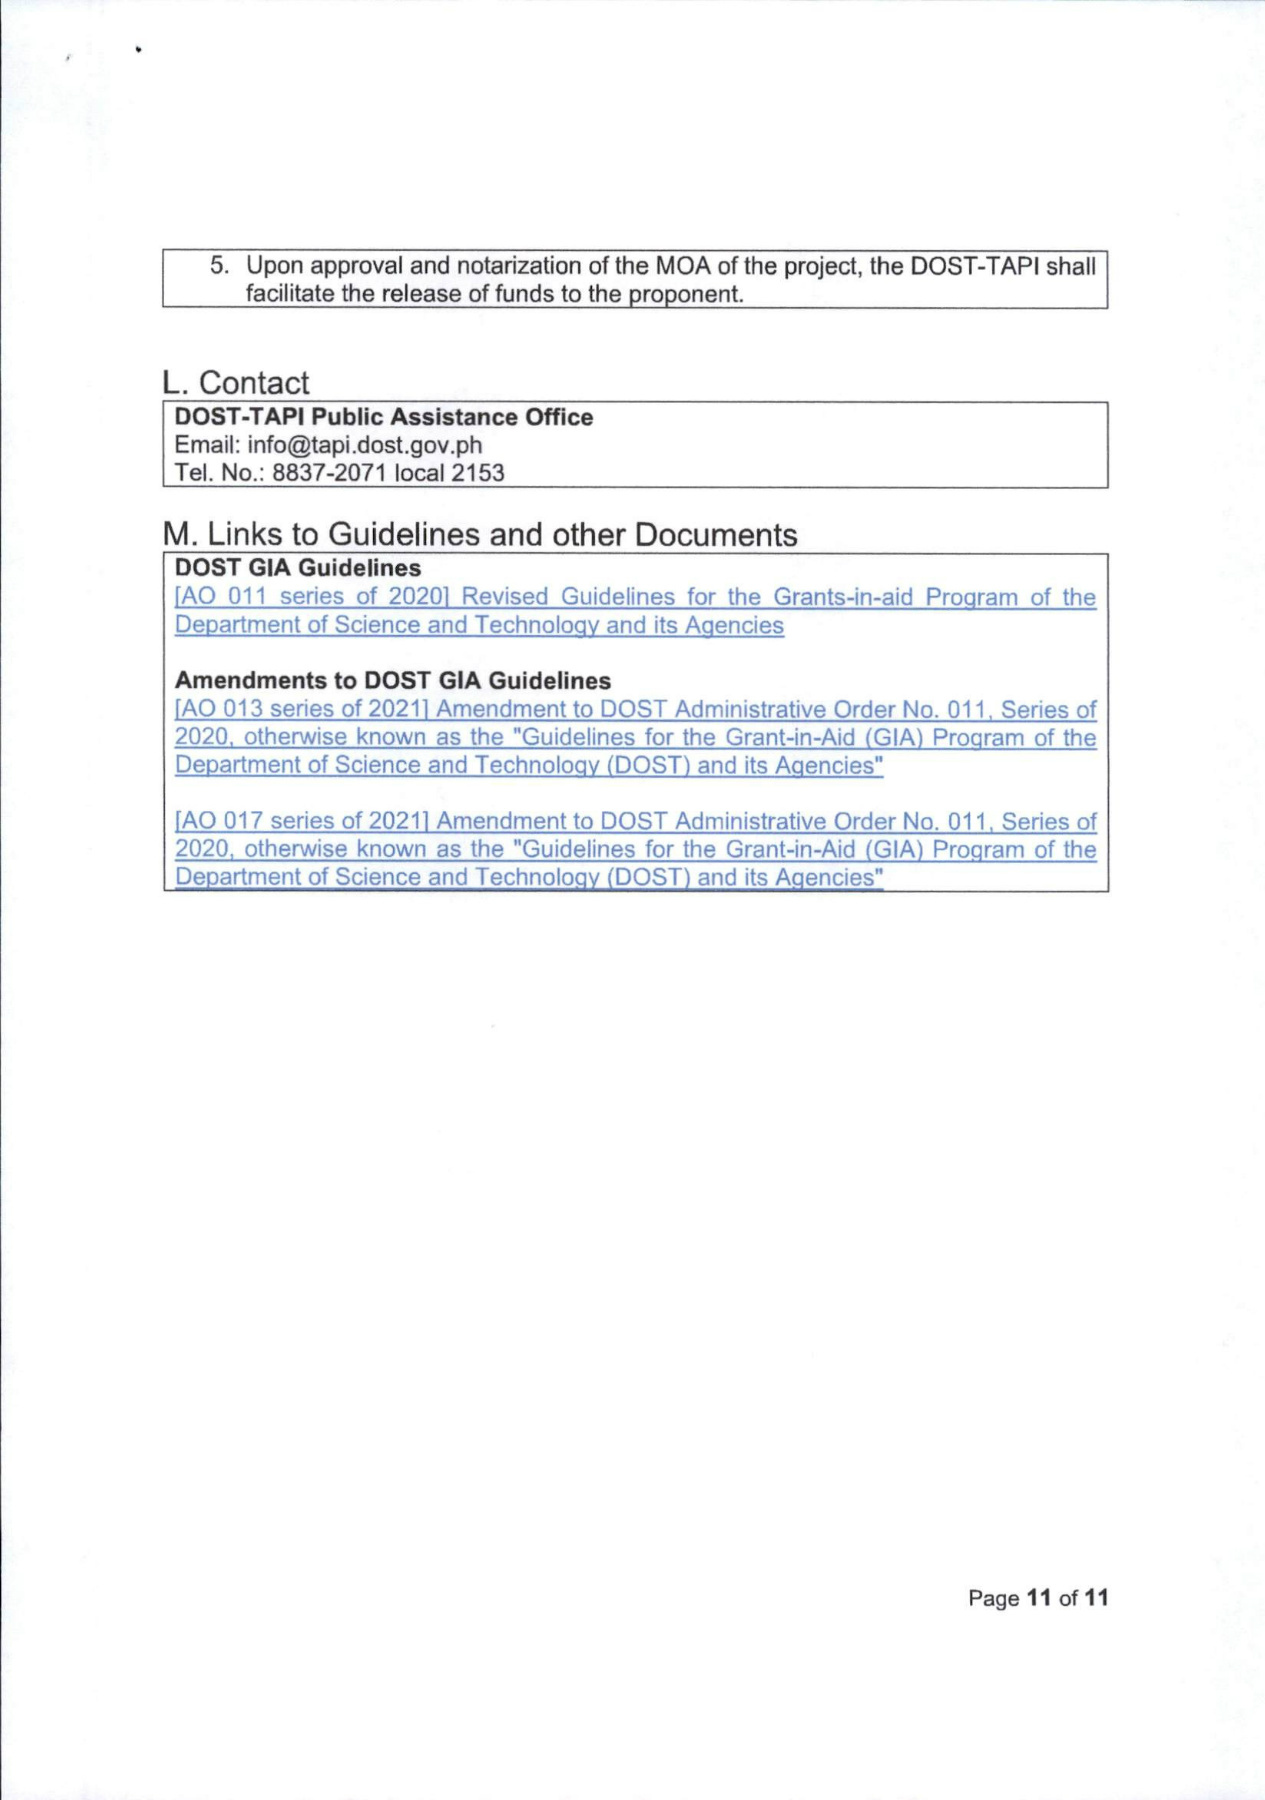 5. Upon approval and notarization of the MOA of the project, the DOST-TAPI shall
facilitate the release of funds to the proponent.
L. Contact
DOST-TAPI Public Assistance Office
Email: info@tapi.dost.gov.ph
Tel. No.: 8837-2071 local 2153
M. Links to Guidelines and other Documents
DOST GIA Guidelines
[AO 011 series of 2020] Revised Guidelines for the Grants-in-aid Program of the
Department of Science and Technology and its Agencies
Amendments to DOST GIA Guidelines
[AO 013 series of 2021] Amendment to DOST Administrative Order No. 011, Series of
2020, otherwise known as the "Guidelines for the Grant-in-Aid (GIA) Program of the
Department of Science and Technology (DOST) and its Agencies"
[AO 017 series of 2021] Amendment to DOST Administrative Order No. 011, Series of
2020, otherwise known as the "Guidelines for the Grant-in-Aid (GIA) Program of the
Department of Science and Technology (DOST) and its Agencies"
Page 11 of 11